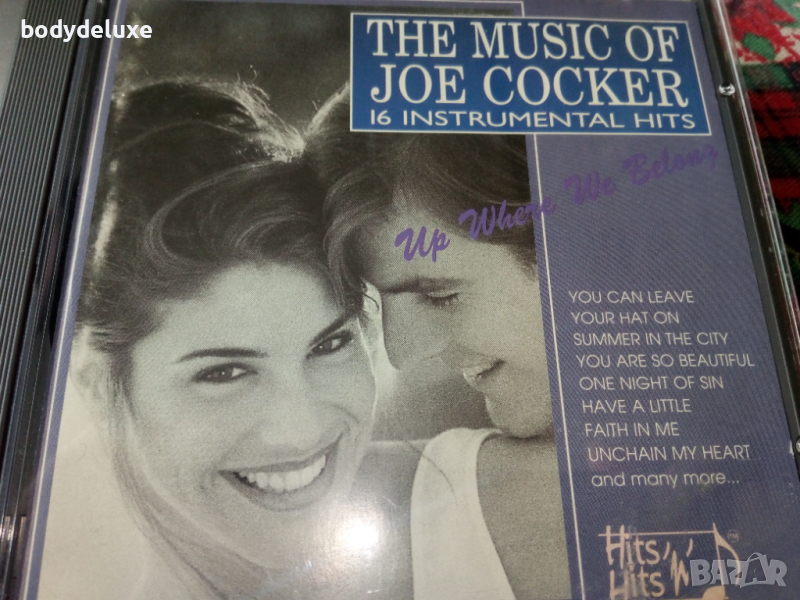 bodydeluxe
THE MUSIC OF
JOE COCKER
16 INSTRUMENTAL HITS
Up Where We Belong
YOU CAN LEAVE
YOUR HAT ON
SUMMER IN THE CITY
YOU ARE SO BEAUTIFUL
ONE NIGHT OF SIN
HAVE A LITTLE
FAITH IN ME
UNCHAIN MY HEART
and many more...
Hits 'N'
Hits
BAZAR